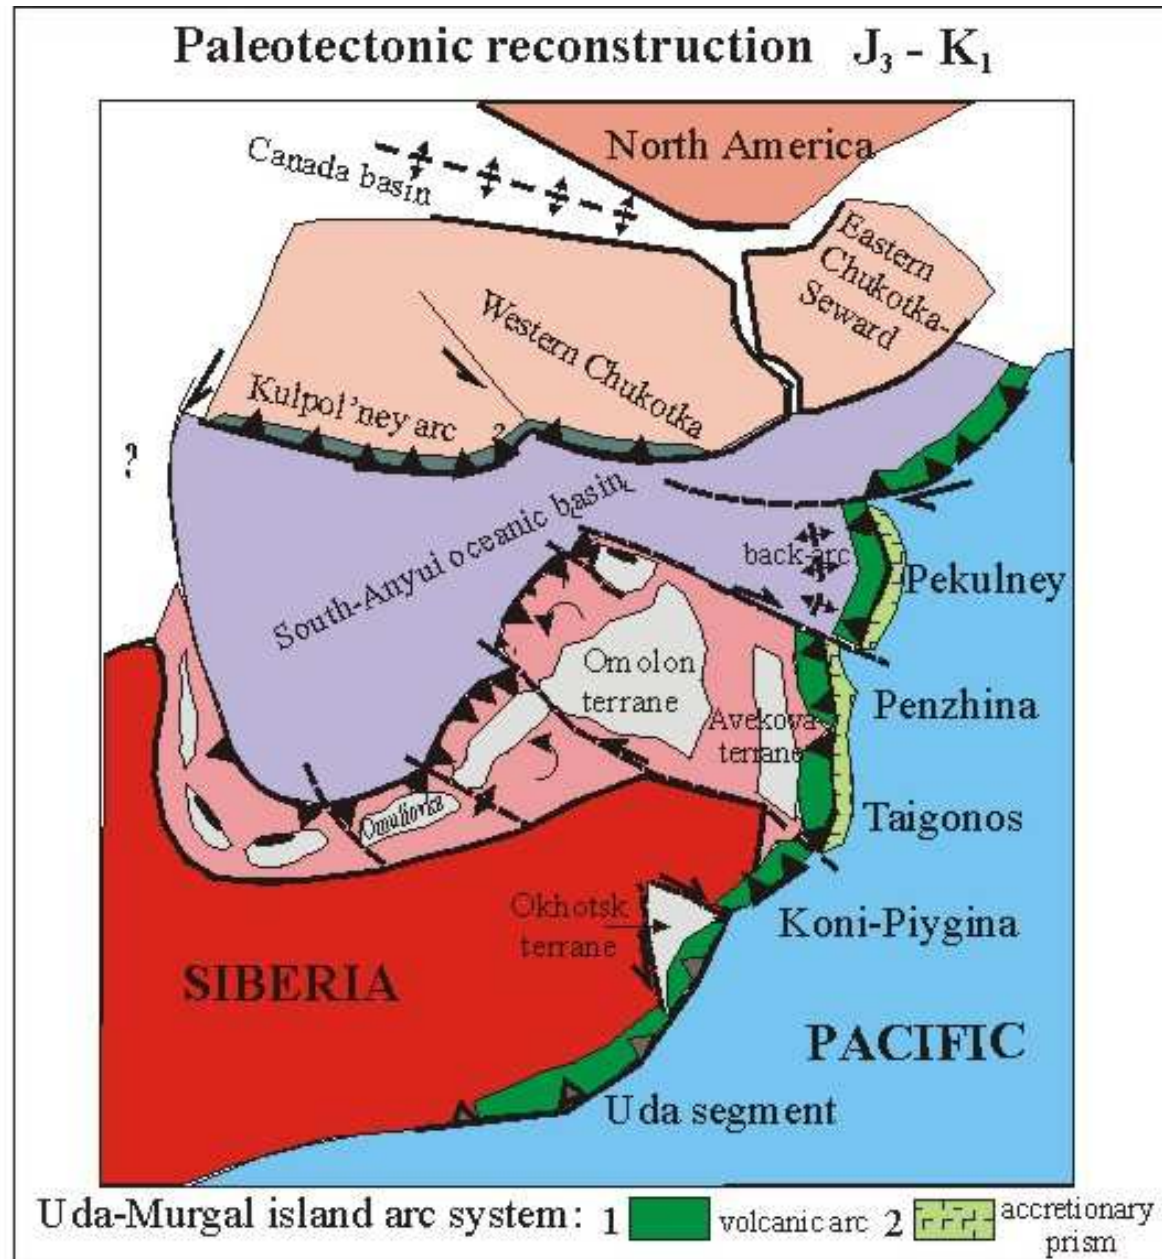 Paleotectonic reconstruction J₃ - K₁
North America
Canada basin
Eastern
Chukotka-
Seward
Western Chukotka
Kulpol'ney arc
?
?
South-Anyui oceanic basin
back-arc
Pekulney
Omolon
terrane
Penzhina
Avekova
terrane
Taigonos
Omuliovka
Okhotsk
terrane
Koni-Piygina
SIBERIA
PACIFIC
Uda segment
Uda-Murgal island arc system: 1 volcanic arc 2 accretionary
prism